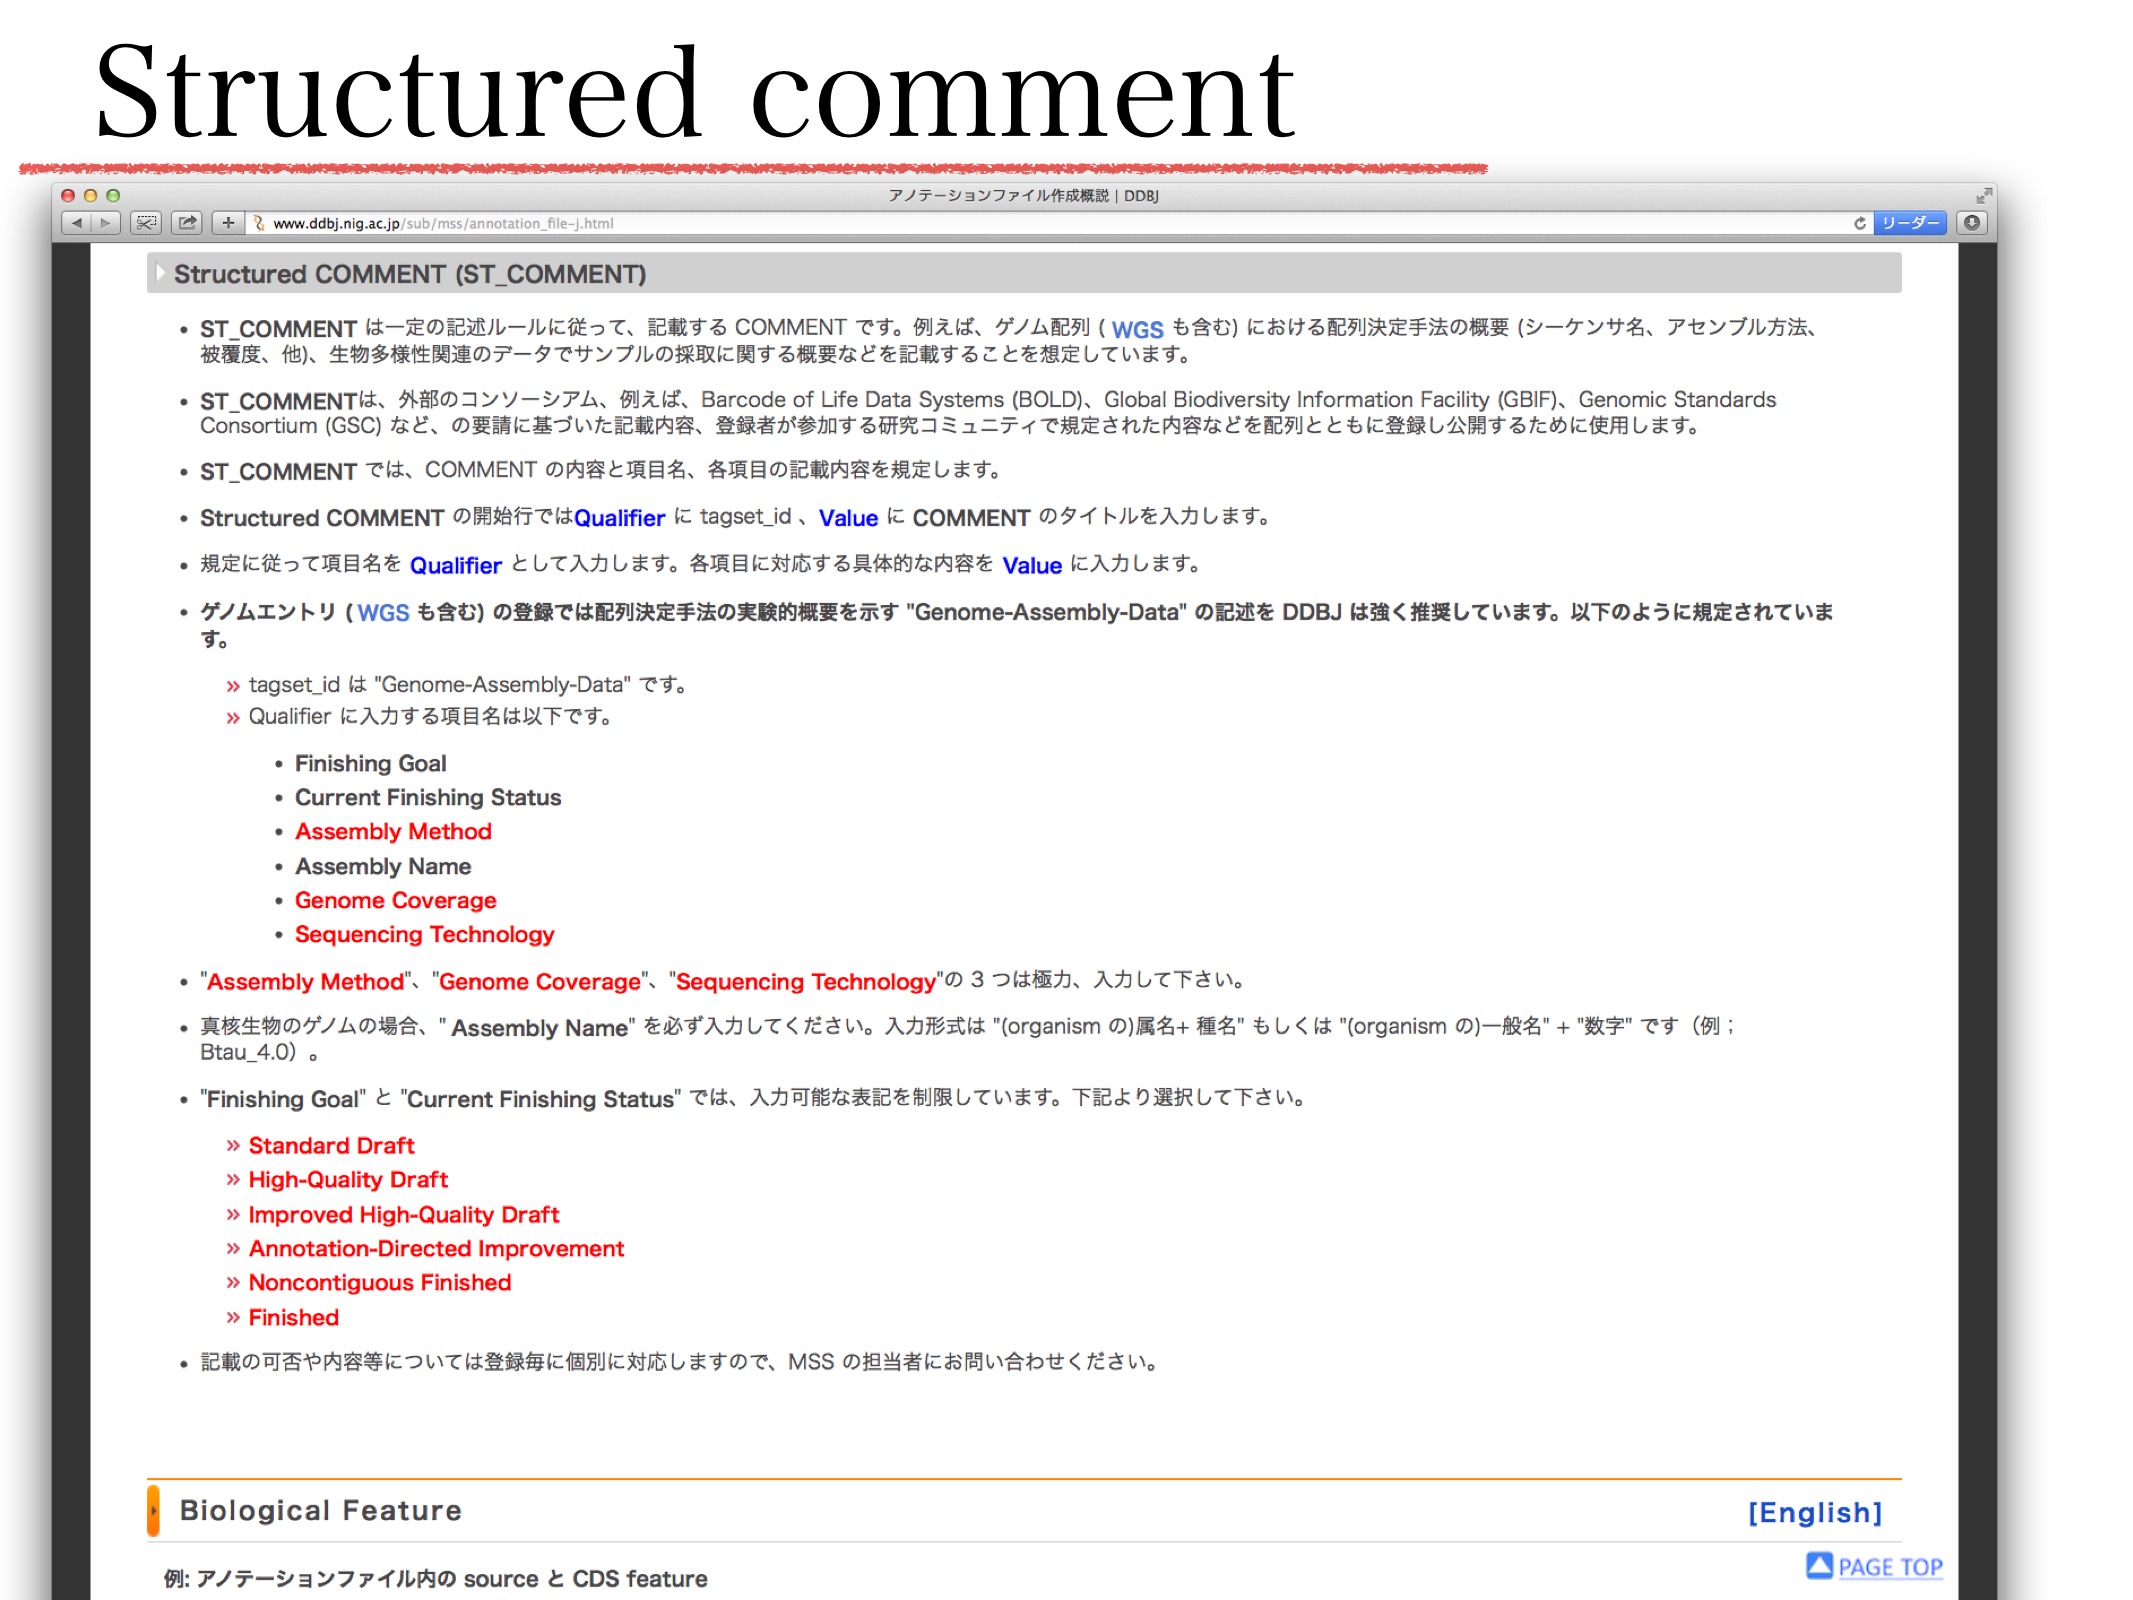 Structured comment
アノテーションファイル作成概説 | DDBJ
www.ddbj.nig.ac.jp/sub/mss/annotation_file-j.html
リーダー
Structured COMMENT (ST_COMMENT)
• ST_COMMENT は一定の記述ルールに従って、記載する COMMENT です。例えば、ゲノム配列 ( WGS も含む) における配列決定手法の概要 (シーケンサ名、アセンブル方法、
被覆度、他)、生物多様性関連のデータでサンプルの採取に関する概要などを記載することを想定しています。
• ST_COMMENTは、外部のコンソーシアム、例えば、Barcode of Life Data Systems (BOLD)、Global Biodiversity Information Facility (GBIF)、Genomic Standards
Consortium (GSC) など、の要請に基づいた記載内容、登録者が参加する研究コミュニティで規定された内容などを配列とともに登録し公開するために使用します。
• ST_COMMENT では、COMMENT の内容と項目名、各項目の記載内容を規定します。
• Structured COMMENT の開始行ではQualifier に tagset_id 、Value に COMMENT のタイトルを入力します。
• 規定に従って項目名を Qualifier として入力します。各項目に対応する具体的な内容を Value に入力します。
• ゲノムエントリ ( WGS も含む) の登録では配列決定手法の実験的概要を示す "Genome-Assembly-Data" の記述を DDBJ は強く推奨しています。以下のように規定されていま
す。
» tagset_id は "Genome-Assembly-Data" です。
» Qualifier に入力する項目名は以下です。
• Finishing Goal
• Current Finishing Status
• Assembly Method
• Assembly Name
• Genome Coverage
• Sequencing Technology
• "Assembly Method"、"Genome Coverage"、"Sequencing Technology"の 3 つは極力、入力して下さい。
• 真核生物のゲノムの場合、" Assembly Name" を必ず入力してください。入力形式は "(organism の)属名+ 種名" もしくは "(organism の)一般名" + "数字" です（例；
Btau_4.0）。
• "Finishing Goal" と "Current Finishing Status" では、入力可能な表記を制限しています。下記より選択して下さい。
» Standard Draft
» High-Quality Draft
» Improved High-Quality Draft
» Annotation-Directed Improvement
» Noncontiguous Finished
» Finished
• 記載の可否や内容等については登録毎に個別に対応しますので、MSS の担当者にお問い合わせください。
Biological Feature
[English]
PAGE TOP
例: アノテーションファイル内の source と CDS feature